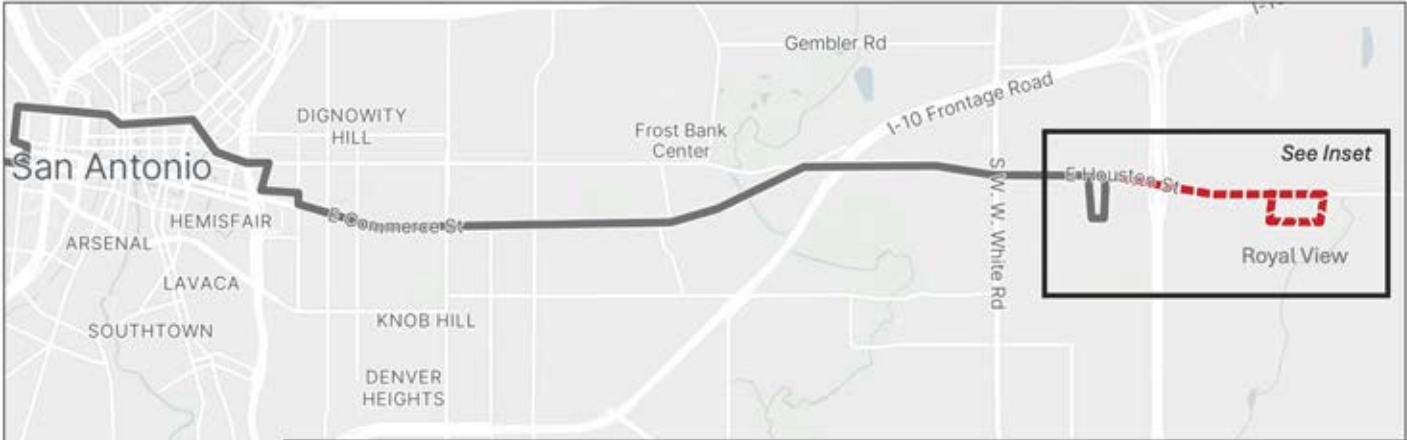 I-10
Gembler Rd
I-10 Frontage Road
DIGNOWITY
HILL
Frost Bank
Center
See Inset
San Antonio
E Houston St
S W. W. White Rd
HEMISFAIR
E Commerce St
ARSENAL
Royal View
LAVACA
SOUTHTOWN
KNOB HILL
DENVER
HEIGHTS